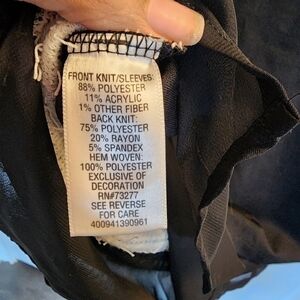 FRONT KNIT/SLEEVES:
88% POLYESTER
11% ACRYLIC
1% OTHER FIBER
BACK KNIT:
75% POLYESTER
20% RAYON
5% SPANDEX
HEM WOVEN:
100% POLYESTER
EXCLUSIVE OF
DECORATION
RN#73277
SEE REVERSE
FOR CARE
400941390961